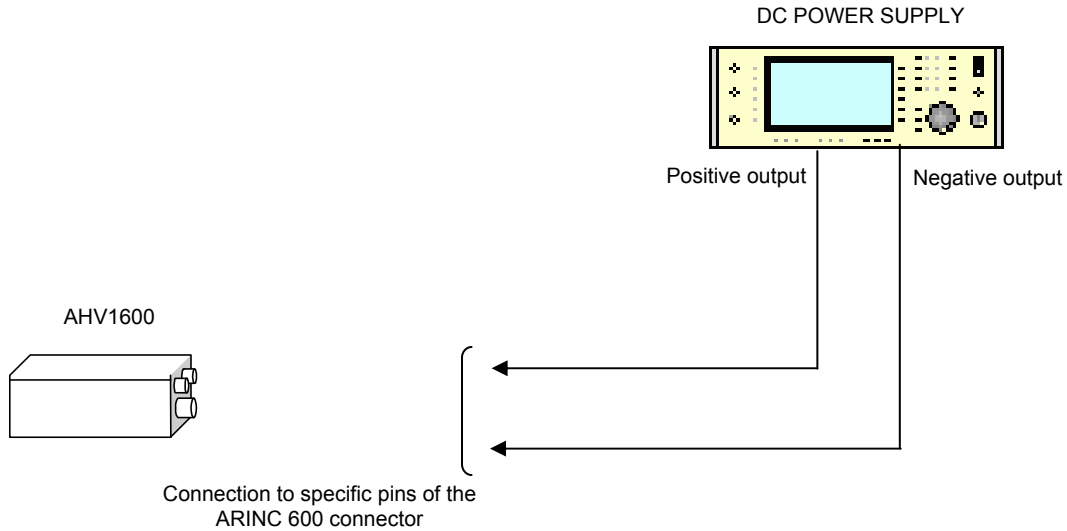 DC POWER SUPPLY
Positive output
Negative output
AHV1600
Connection to specific pins of the
ARINC 600 connector